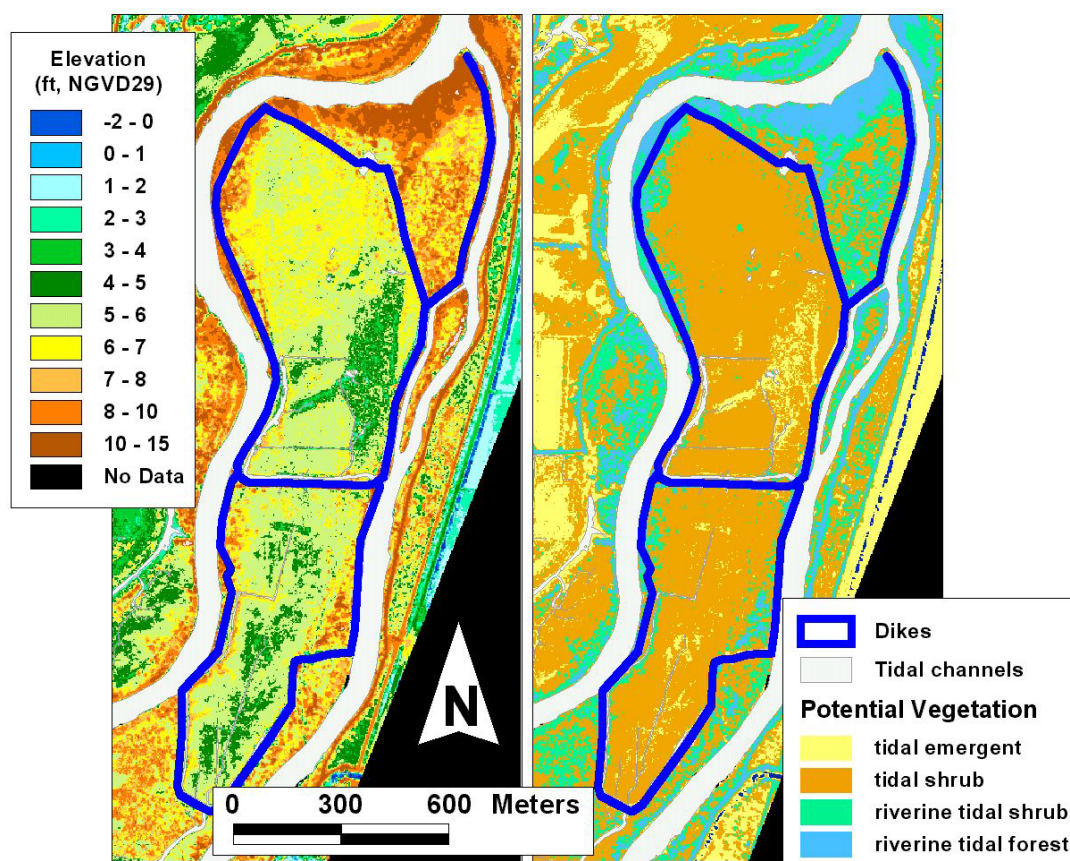 Elevation
(ft, NGVD29)
-2 - 0
0 - 1
1 - 2
2 - 3
3 - 4
4 - 5
5 - 6
6 - 7
7 - 8
8 - 10
10 - 15
No Data
N
0 300 600 Meters
Dikes
Tidal channels
Potential Vegetation
tidal emergent
tidal shrub
riverine tidal shrub
riverine tidal forest